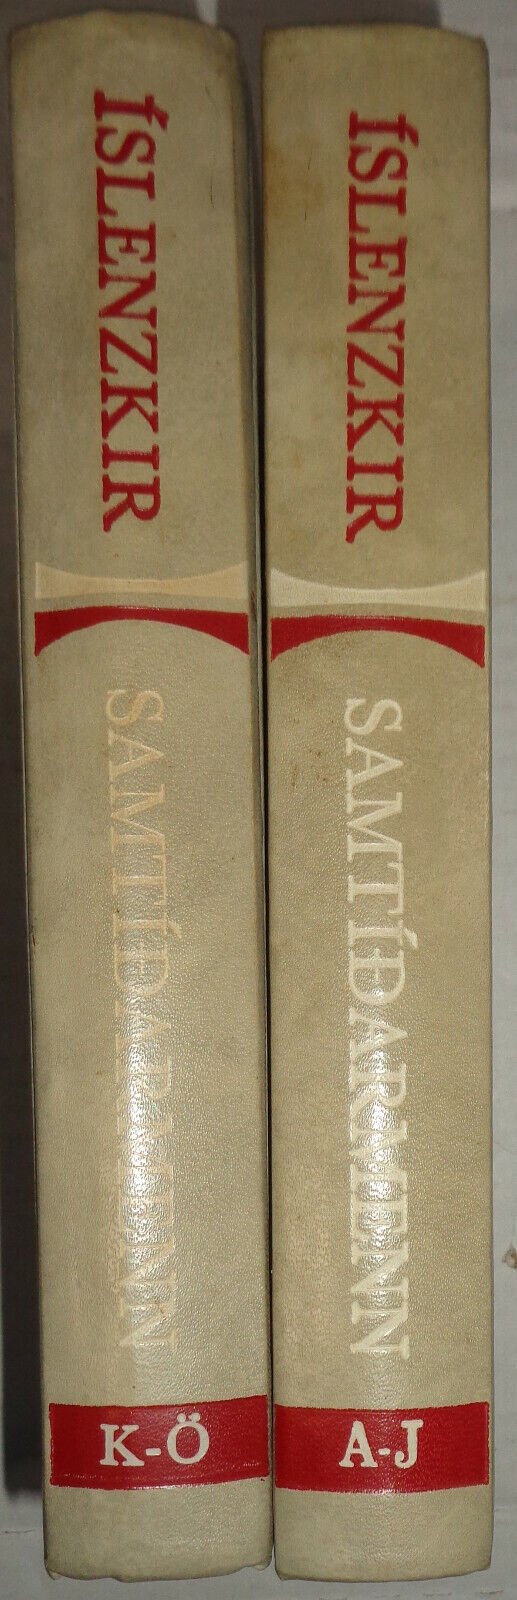 ÍSLENZKIR
SAMTÍÐARMENN
K-Ö
ÍSLENZKIR
SAMTÍÐARMENN
A-J